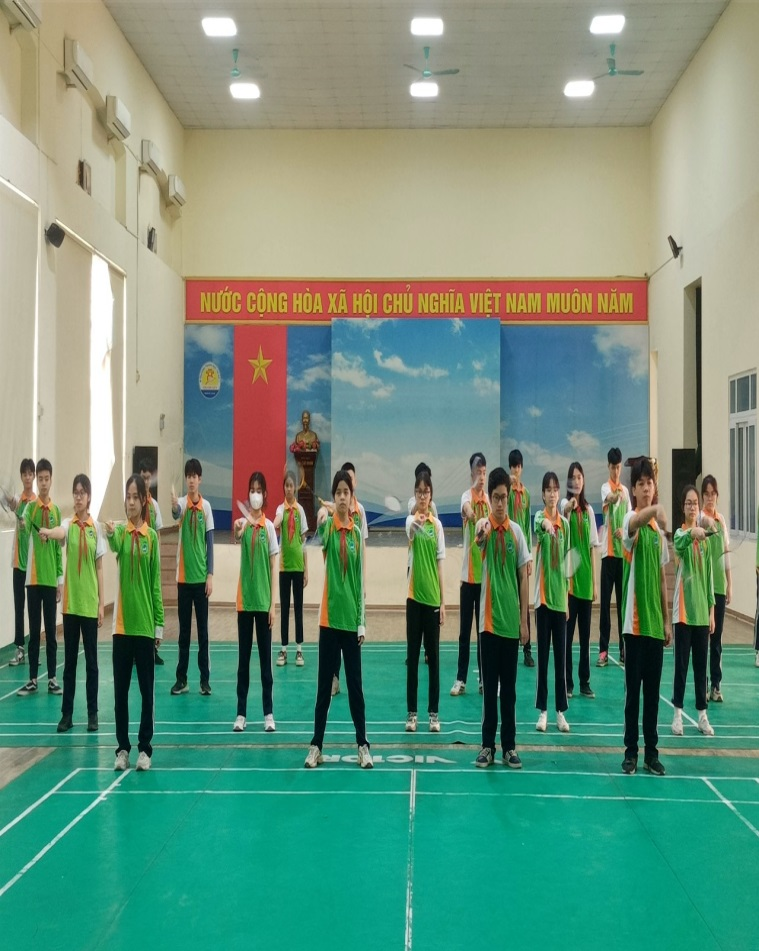 NƯỚC CỘNG HÒA XÃ HỘI CHỦ NGHĨA VIỆT NAM MUÔN NĂM
VICTOR